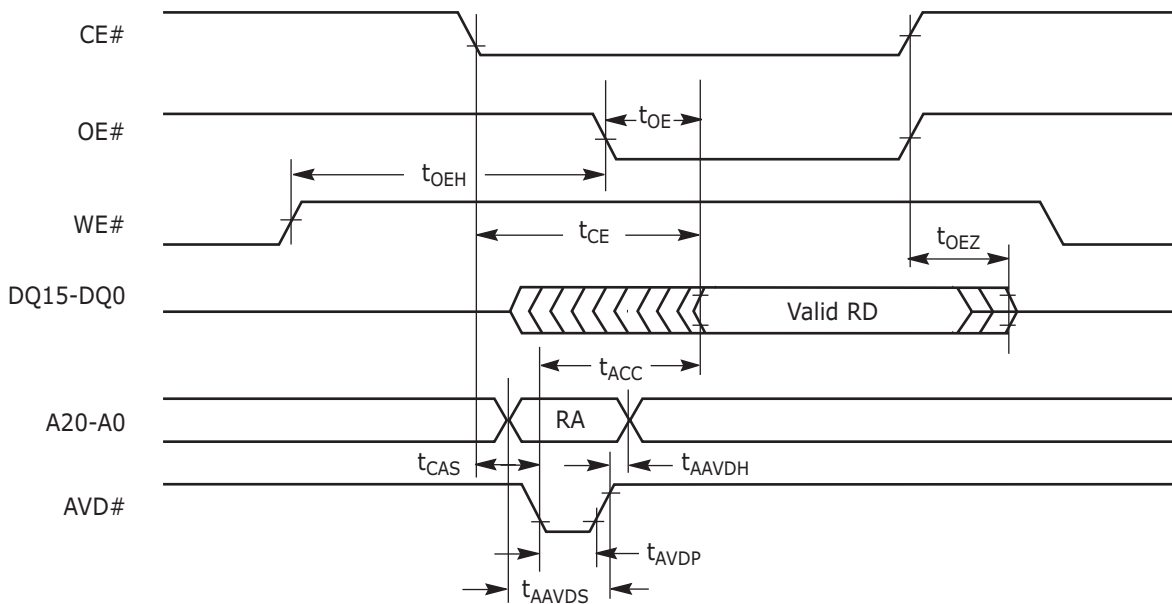 CE#
OE#
tOE
tOEH
WE#
tCE
tOEZ
DQ15-DQ0
Valid RD
tACC
A20-A0
RA
tCAS
tAAVDH
AVD#
tAVDP
tAAVDS